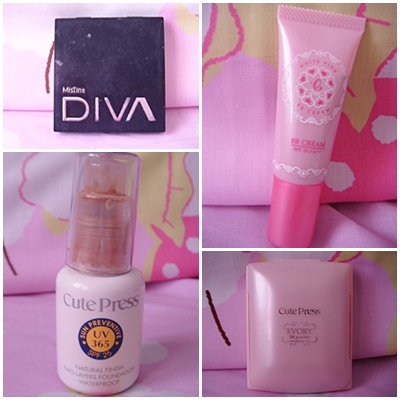 Mistine
DIVA
BB CREAM
Cute Press
SUN PREVENTIVE
UV
365
SPF 25
NATURAL FINISH
TWO LAYERS FOUNDATION
WATERPROOF
Cute Press